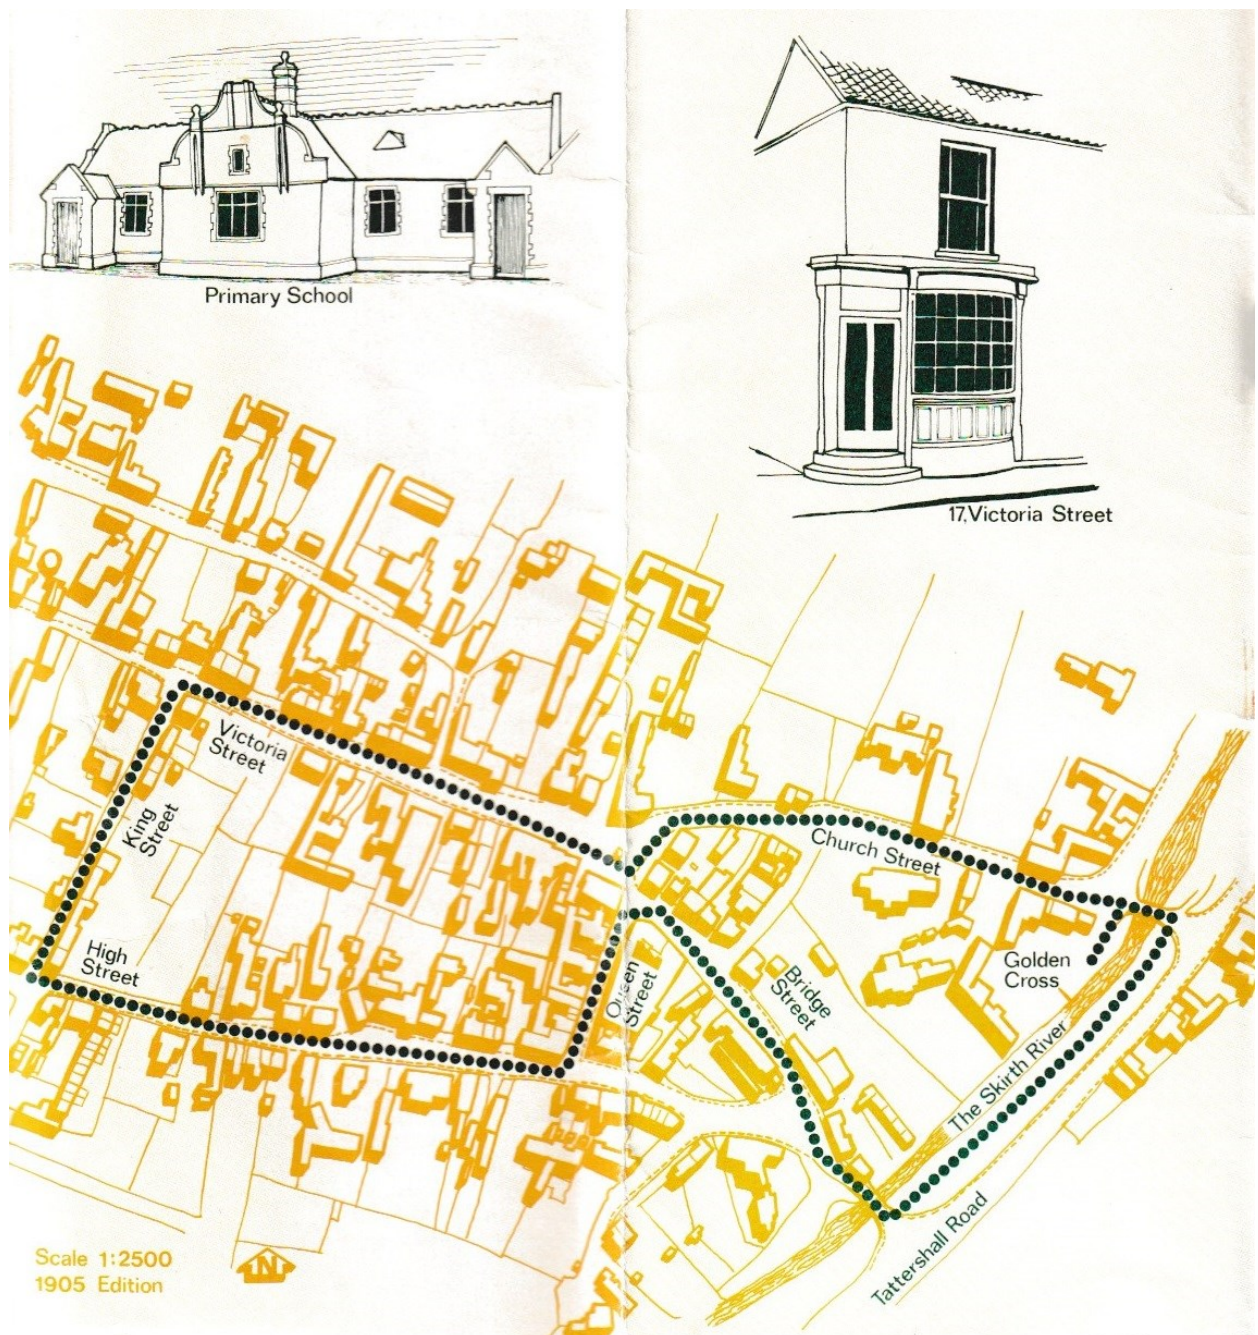 Primary School
17,Victoria Street
Victoria
Street
King
Street
High
Street
Church Street
Queen
Street
Bridge
Street
Golden
Cross
The Skirth River
Tattershall Road
Scale 1:2500
1905 Edition
N